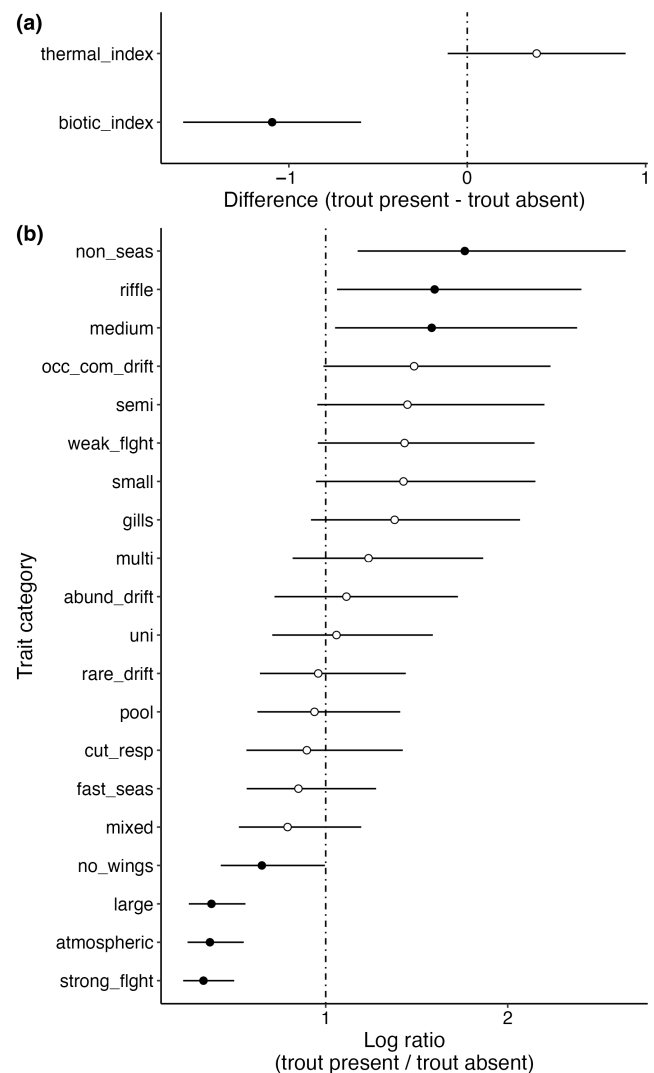 (a)
thermal_index
biotic_index
−1 0 1
Difference (trout present - trout absent)
(b)
Trait category
non_seas
riffle
medium
occ_com_drift
semi
weak_flght
small
gills
multi
abund_drift
uni
rare_drift
pool
cut_resp
fast_seas
mixed
no_wings
large
atmospheric
strong_flght
1 2
Log ratio
(trout present / trout absent)